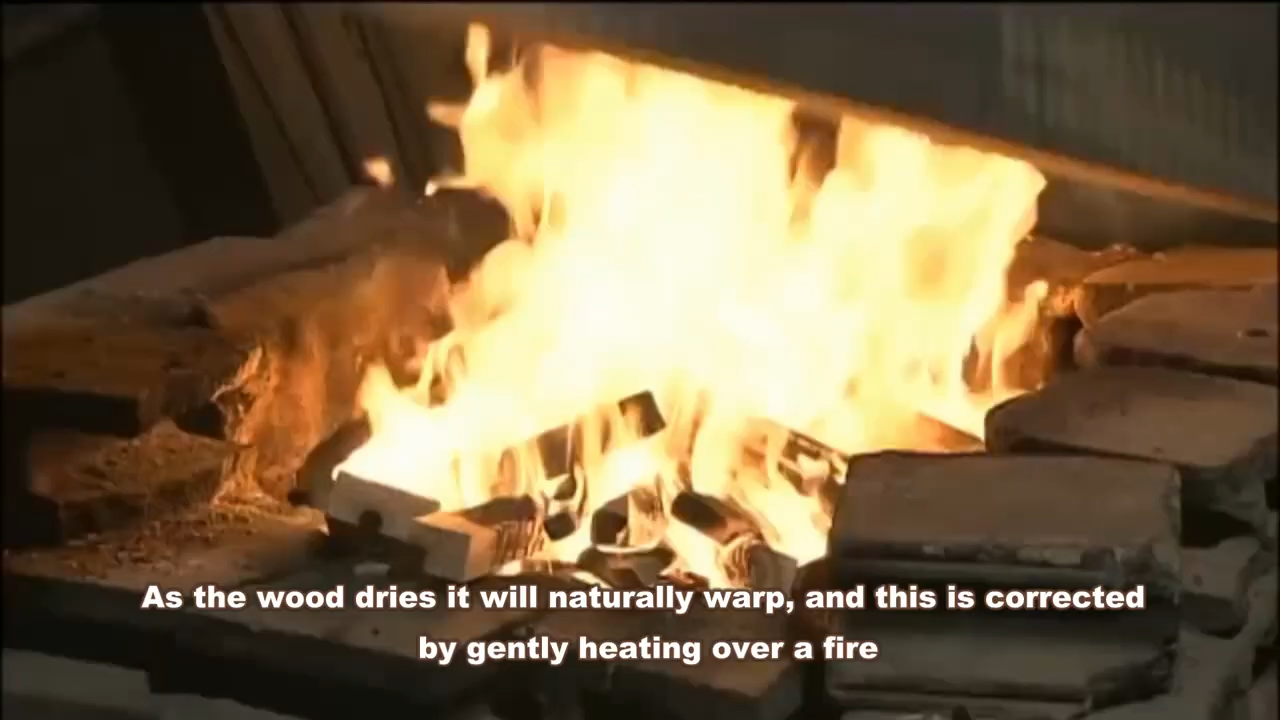 As the wood dries it will naturally warp, and this is corrected
by gently heating over a fire